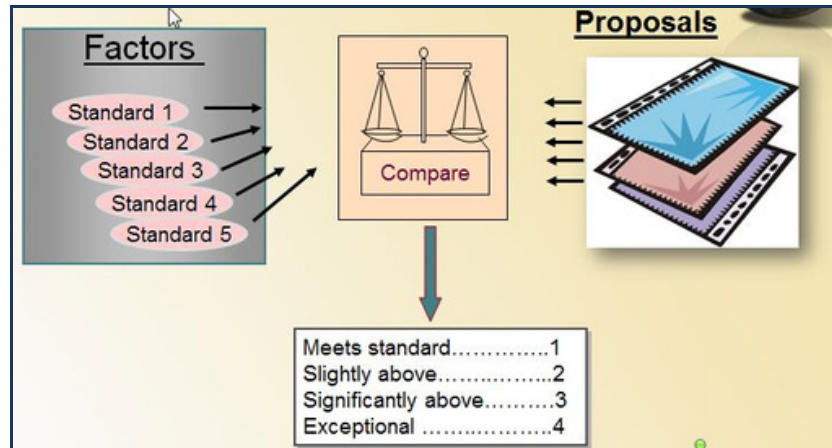 Factors
Standard 1
Standard 2
Standard 3
Standard 4
Standard 5
Compare
Proposals
Meets standard…………..1
Slightly above……..……...2
Significantly above……….3
Exceptional ……..………..4